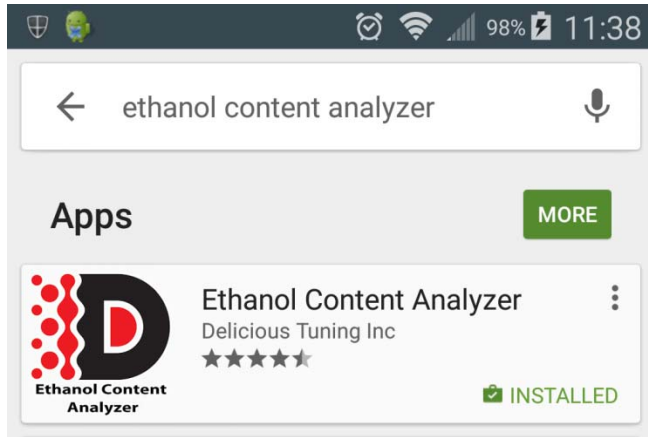 98% 11:38
ethanol content analyzer
Apps
MORE
Ethanol Content Analyzer
Delicious Tuning Inc
INSTALLED
D
Ethanol Content
Analyzer